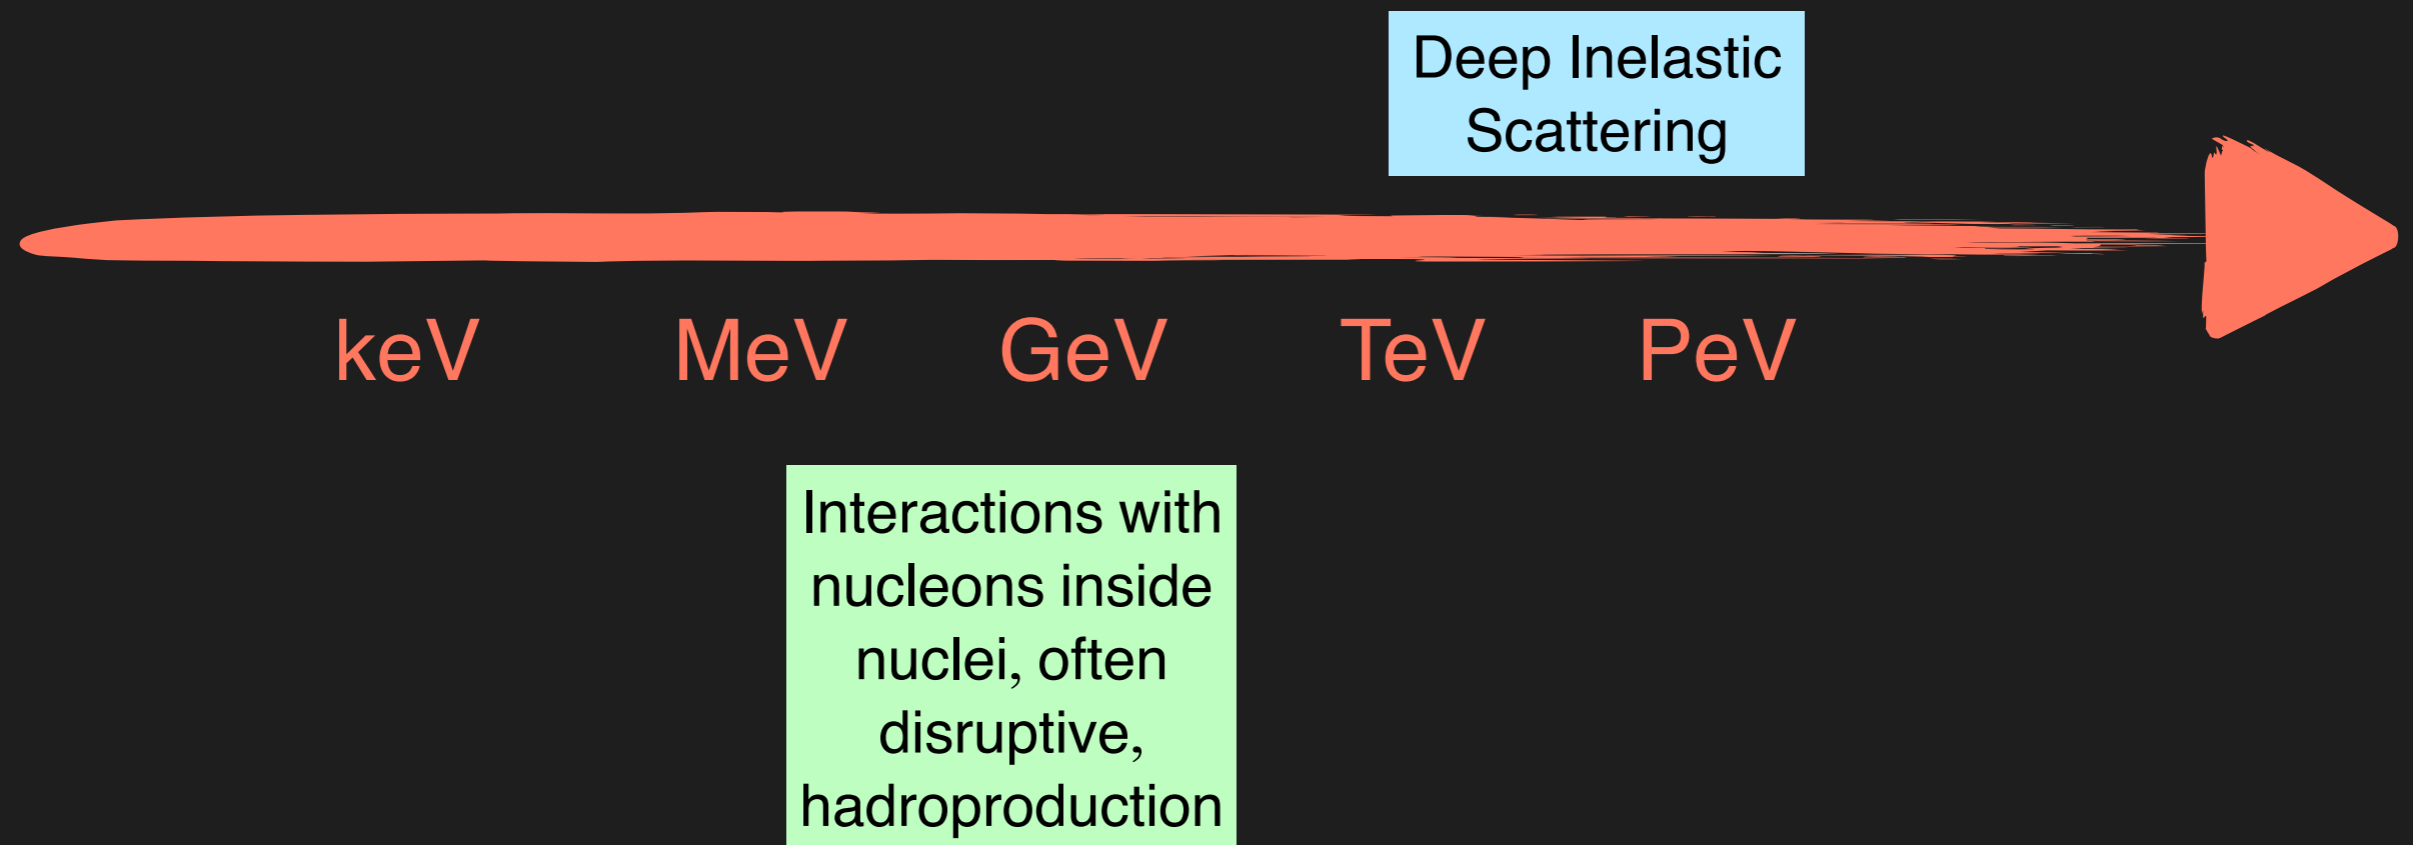 Deep Inelastic
Scattering
keV MeV GeV TeV PeV
Interactions with
nucleons inside
nuclei, often
disruptive,
hadroproduction